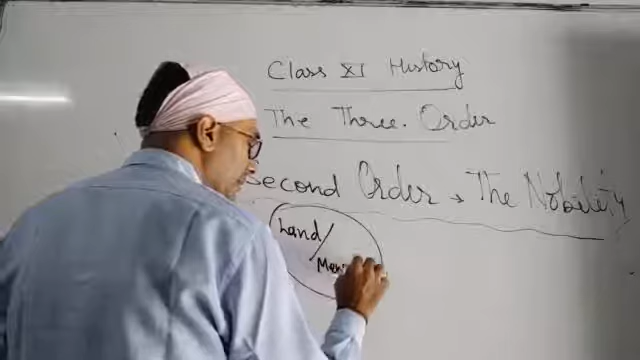 Class XI History
The Three Order
Second Order → The Nobility
Land/